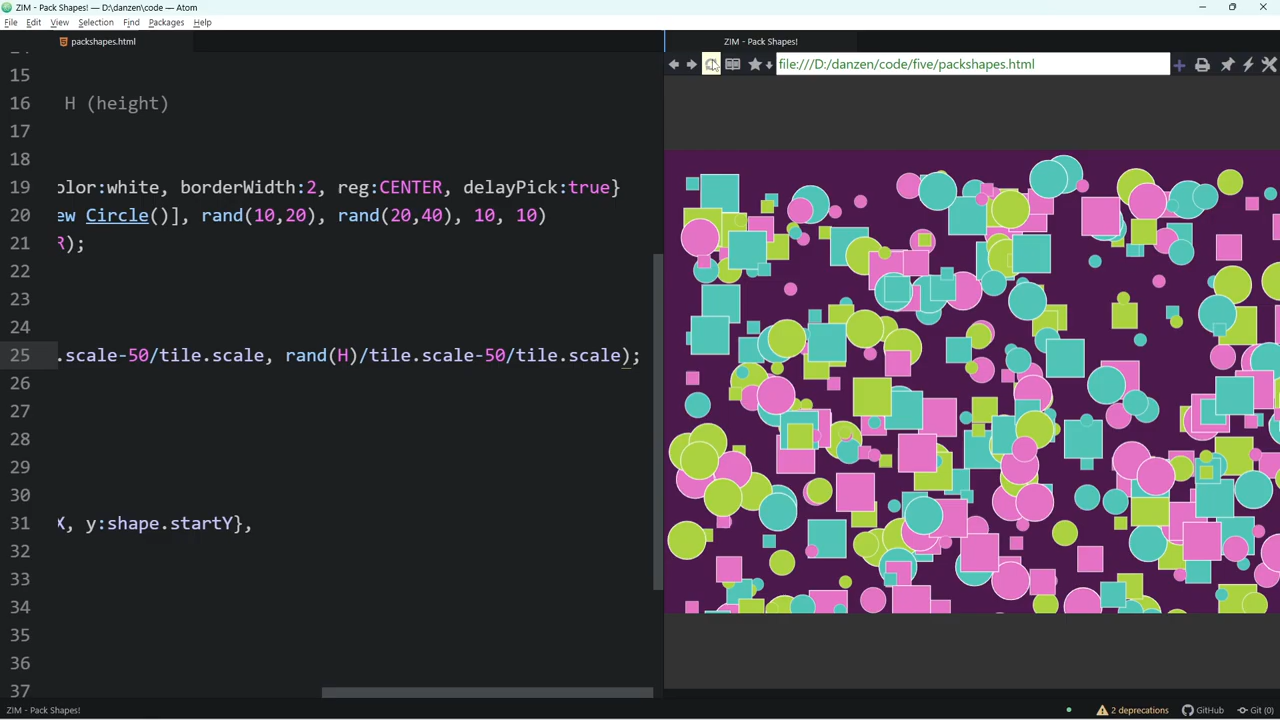 ZIM - Pack Shapes! — D:\danzen\code — Atom
File Edit View Selection Find Packages Help
packshapes.html
ZIM - Pack Shapes!
file:///D:/danzen/code/five/packshapes.html
15
16 H (height)
17
18
19 olor:white, borderWidth:2, reg:CENTER, delayPick:true}
20 ew Circle()], rand(10,20), rand(20,40), 10, 10)
21 R);
22
23
24
25 .scale-50/tile.scale, rand(H)/tile.scale-50/tile.scale);
26
27
28
29
30
31 X, y:shape.startY},
32
33
34
35
36
37
ZIM - Pack Shapes!
2 deprecations GitHub Git (0)